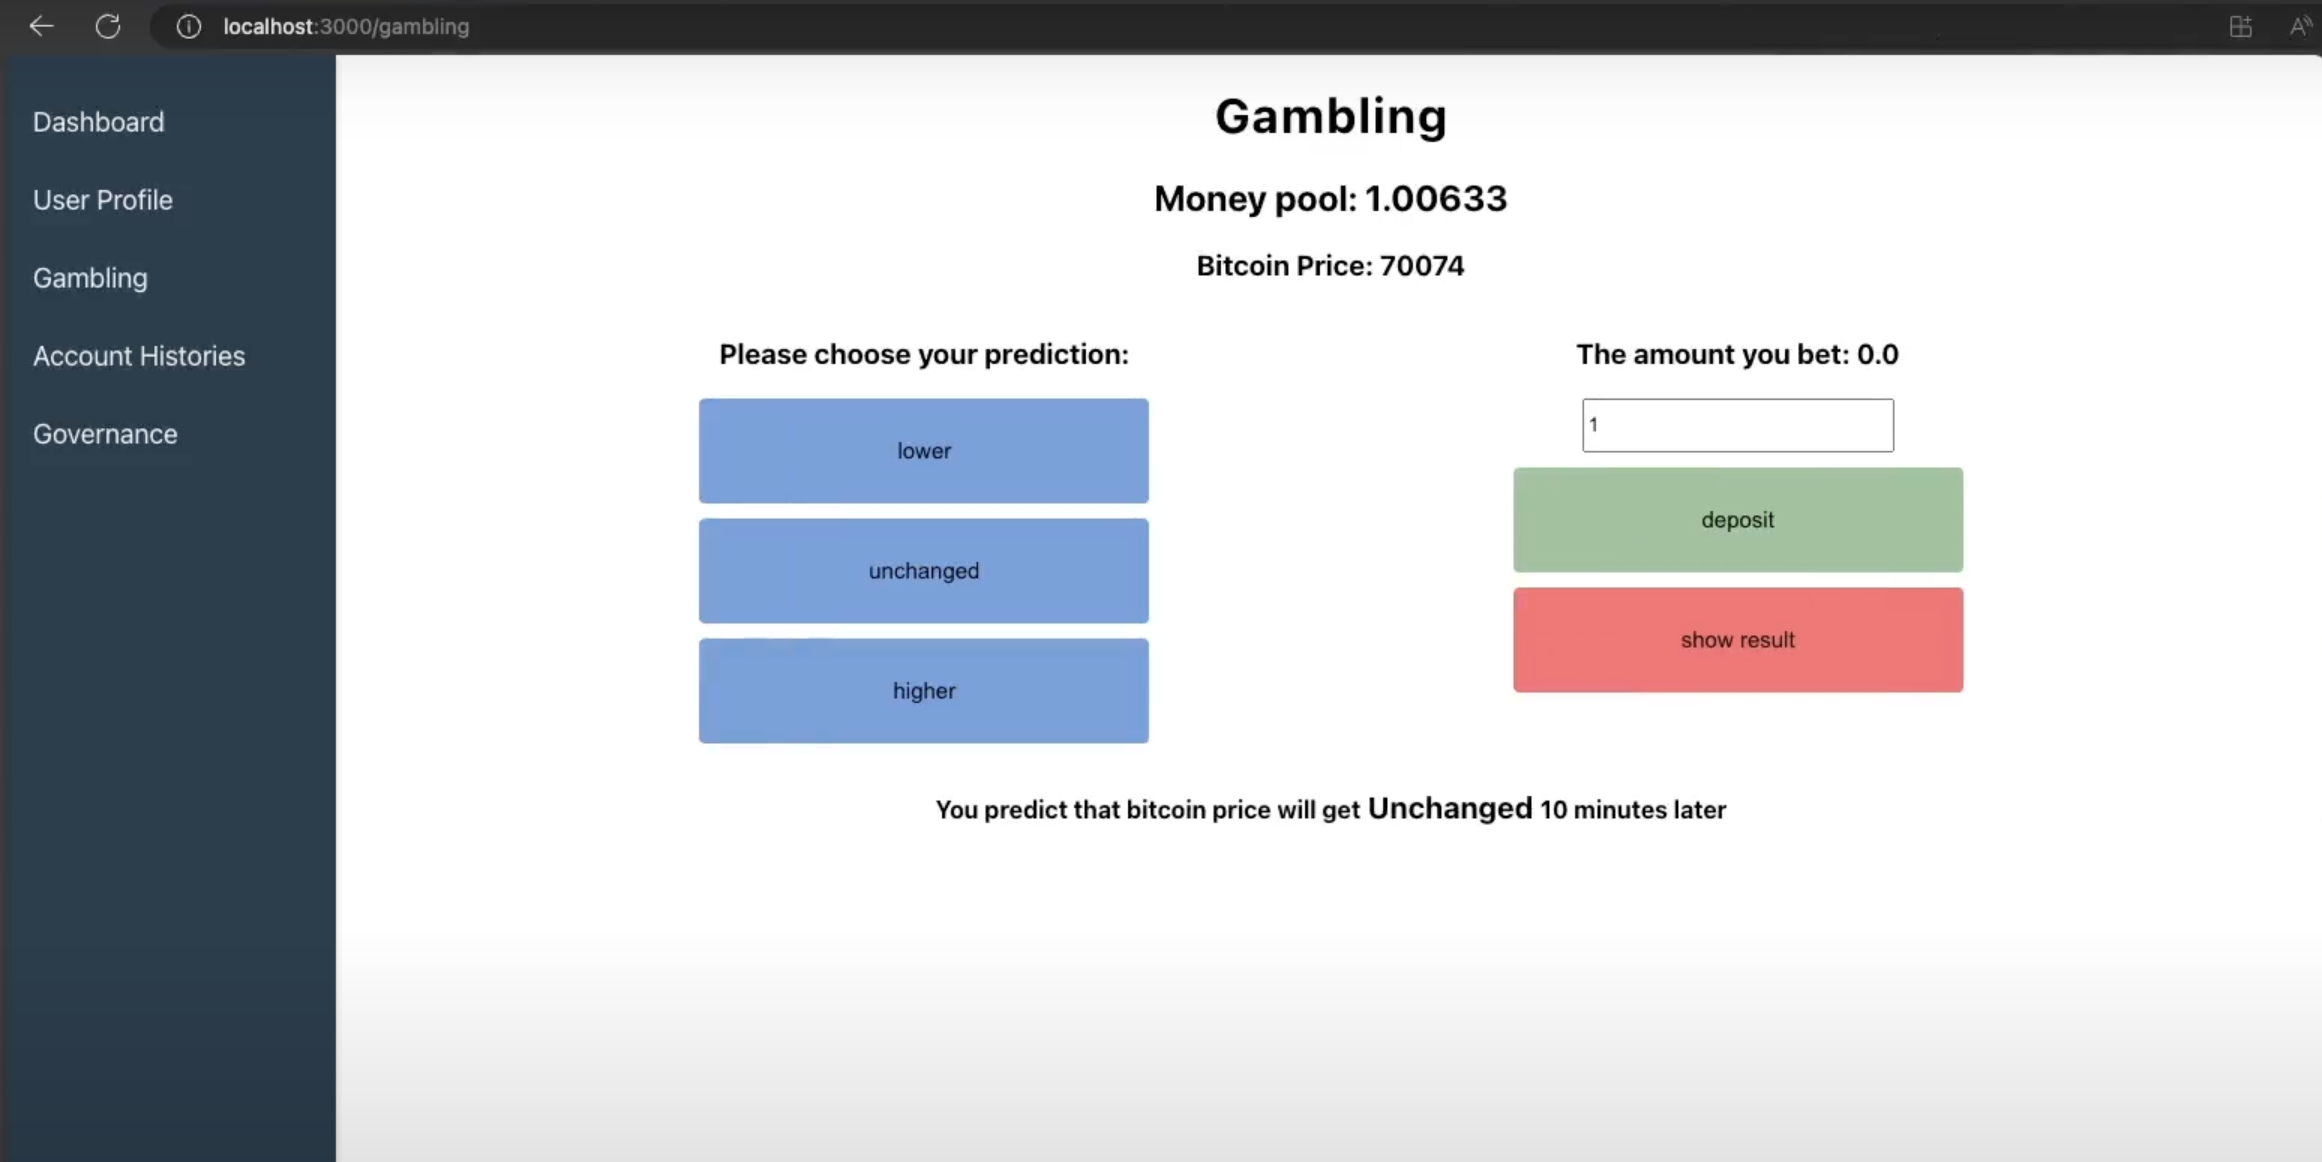 localhost:3000/gambling
Dashboard
User Profile
Gambling
Account Histories
Governance
Gambling
Money pool: 1.00633
Bitcoin Price: 70074
Please choose your prediction:
lower
unchanged
higher
The amount you bet: 0.0
1
deposit
show result
You predict that bitcoin price will get Unchanged 10 minutes later